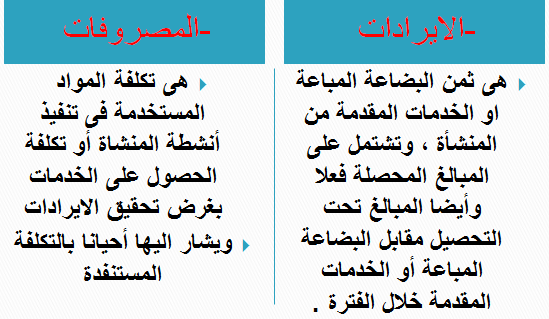 -الايرادات
هى ثمن البضاعة المباعة
او الخدمات المقدمة من
المنشأة ، وتشتمل على
المبالغ المحصلة فعلا
وأيضا المبالغ تحت
التحصيل مقابل البضاعة
المباعة أو الخدمات
المقدمة خلال الفترة .
-المصروفات
هى تكلفة المواد
المستخدمة فى تنفيذ
أنشطة المنشاة أو تكلفة
الحصول على الخدمات
بغرض تحقيق الايرادات
ويشار اليها أحيانا بالتكلفة
المستنفدة